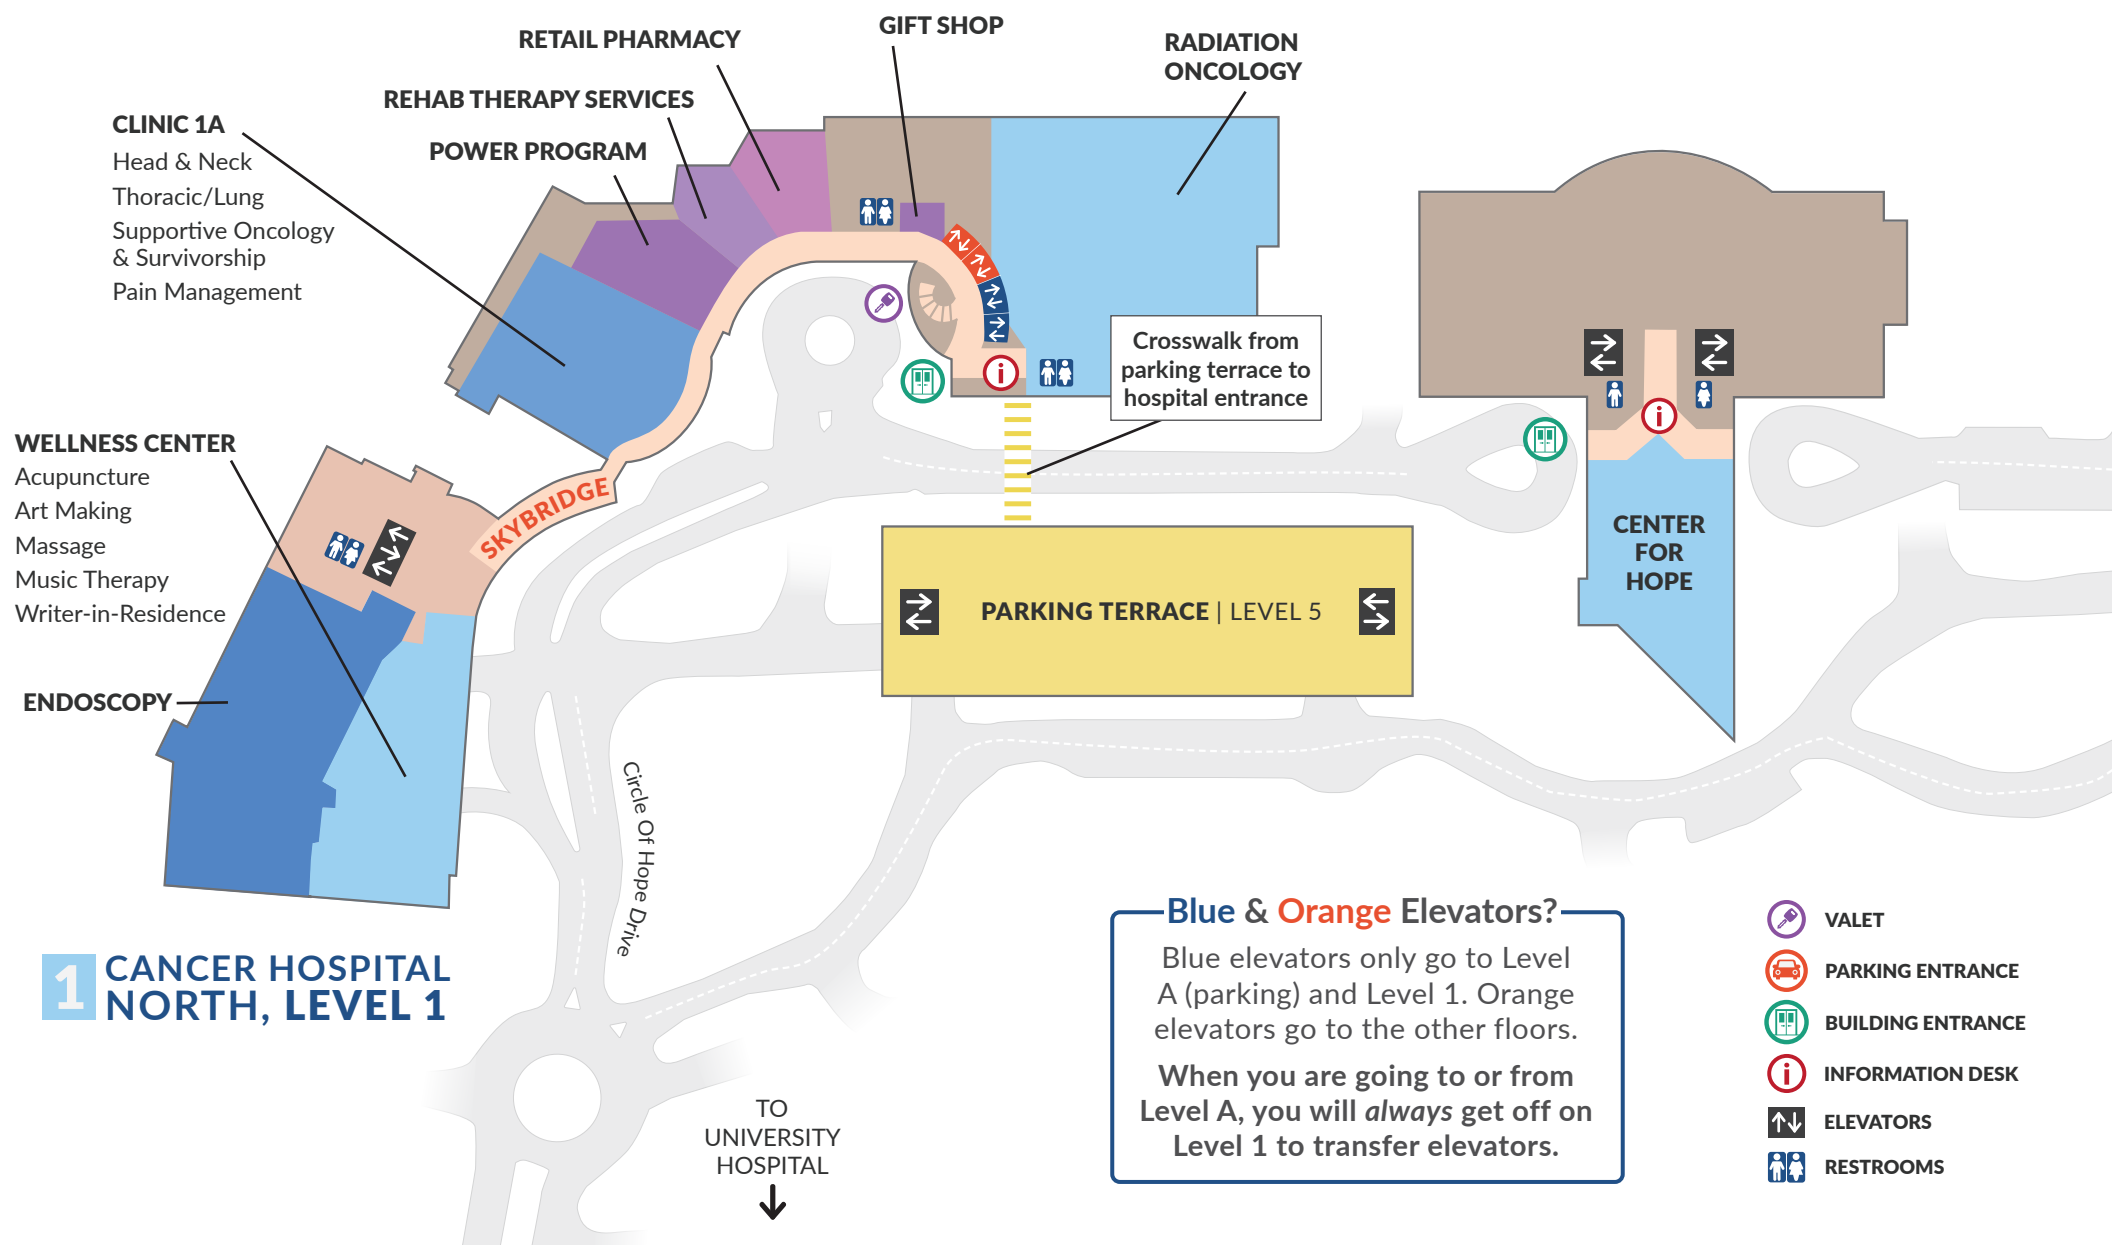 GIFT SHOP
RETAIL PHARMACY
RADIATION
ONCOLOGY
REHAB THERAPY SERVICES
POWER PROGRAM
CLINIC 1A
Head & Neck
Thoracic/Lung
Supportive Oncology
& Survivorship
Pain Management
Crosswalk from
parking terrace to
hospital entrance
WELLNESS CENTER
Acupuncture
Art Making
Massage
Music Therapy
Writer-in-Residence
SKYBRIDGE
ENDOSCOPY
PARKING TERRACE | LEVEL 5
CENTER
FOR
HOPE
Circle Of Hope Drive
1 CANCER HOSPITAL
NORTH, LEVEL 1
TO
UNIVERSITY
HOSPITAL
Blue & Orange Elevators?
Blue elevators only go to Level
A (parking) and Level 1. Orange
elevators go to the other floors.
When you are going to or from
Level A, you will always get off on
Level 1 to transfer elevators.
VALET
PARKING ENTRANCE
BUILDING ENTRANCE
INFORMATION DESK
ELEVATORS
RESTROOMS